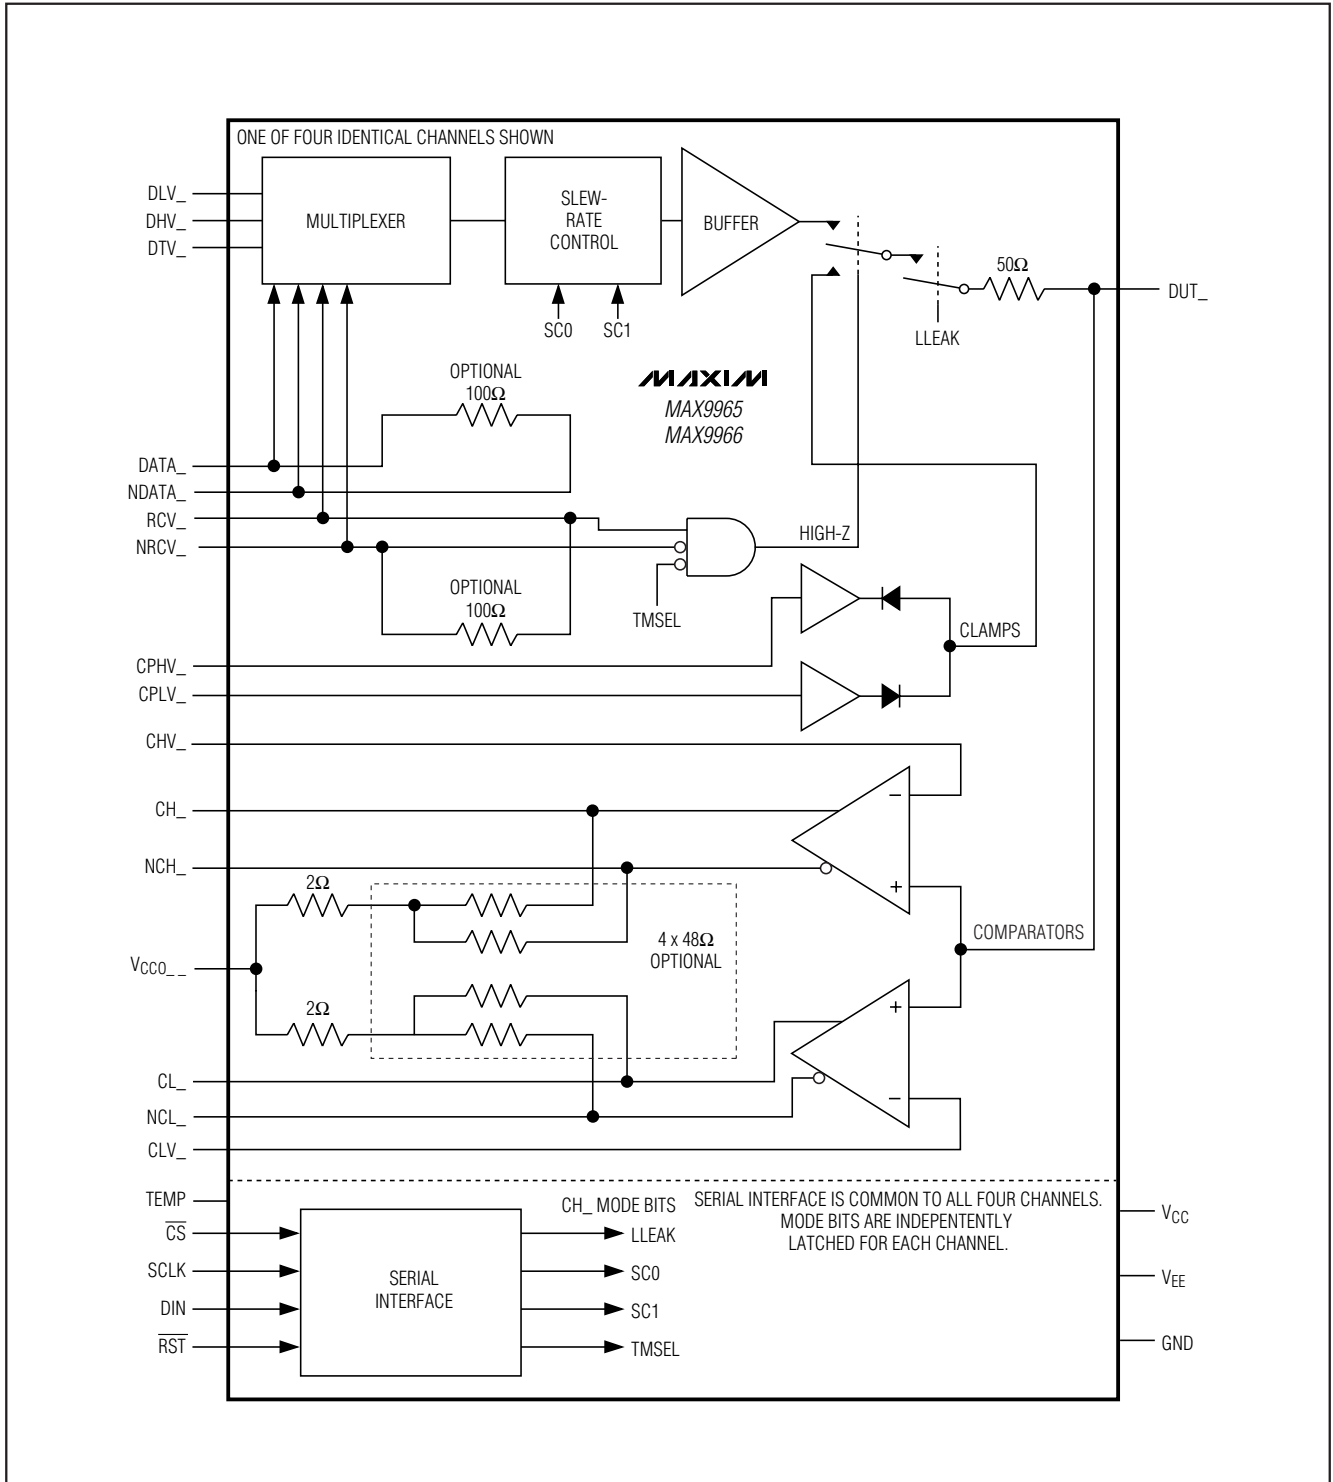 ONE OF FOUR IDENTICAL CHANNELS SHOWN
DLV_
DHV_
DTV_
MULTIPLEXER
SLEW-
RATE
CONTROL
BUFFER
SC0
SC1
50Ω
DUT_
LLEAK
OPTIONAL
100Ω
MAXIM
MAX9965
MAX9966
DATA_
NDATA_
RCV_
NRCV_
HIGH-Z
OPTIONAL
100Ω
TMSEL
CLAMPS
CPHV_
CPLV_
CHV_
CH_
NCH_
−
+
2Ω
4 x 48Ω
OPTIONAL
COMPARATORS
VCCO_ _
2Ω
+
−
CL_
NCL_
CLV_
TEMP
CS
SCLK
DIN
RST
SERIAL
INTERFACE
CH_ MODE BITS
LLEAK
SC0
SC1
TMSEL
SERIAL INTERFACE IS COMMON TO ALL FOUR CHANNELS.
MODE BITS ARE INDEPENTENTLY
LATCHED FOR EACH CHANNEL.
VCC
VEE
GND